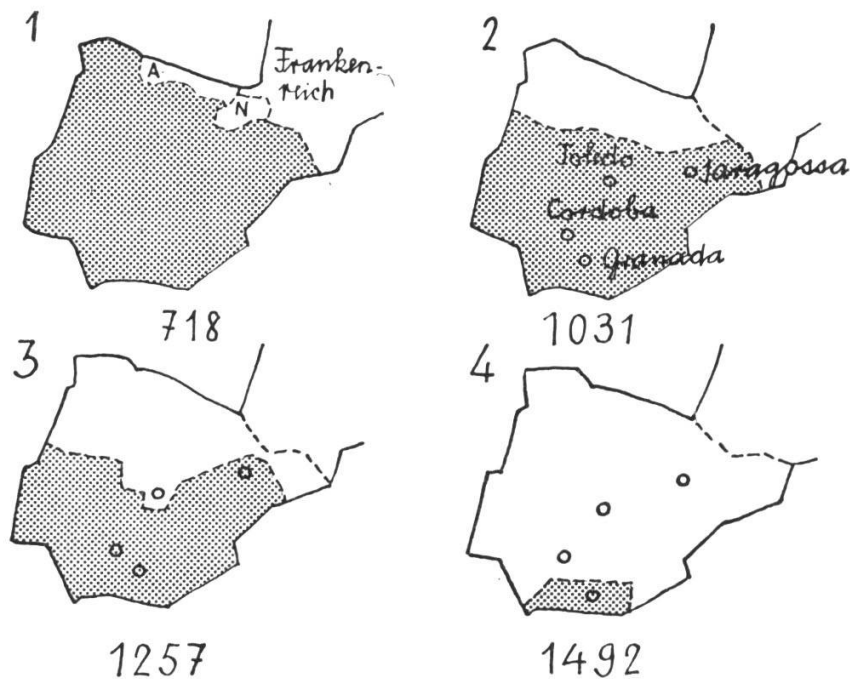 1
A
N
Franken-
reich
718
2
Toledo
Saragossa
Cordoba
Granada
1031
3
1257
4
1492